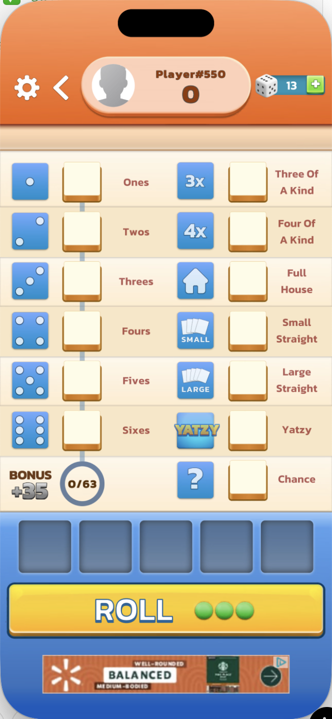 Player#550
0
13
Ones
3x
Three Of
A Kind
Twos
4x
Four Of
A Kind
Threes
Full
House
Fours
SMALL
Small
Straight
Fives
LARGE
Large
Straight
Sixes
YATZY
Yatzy
BONUS
+35
0/63
?
Chance
ROLL
WELL-ROUNDED
BALANCED
MEDIUM-BODIED